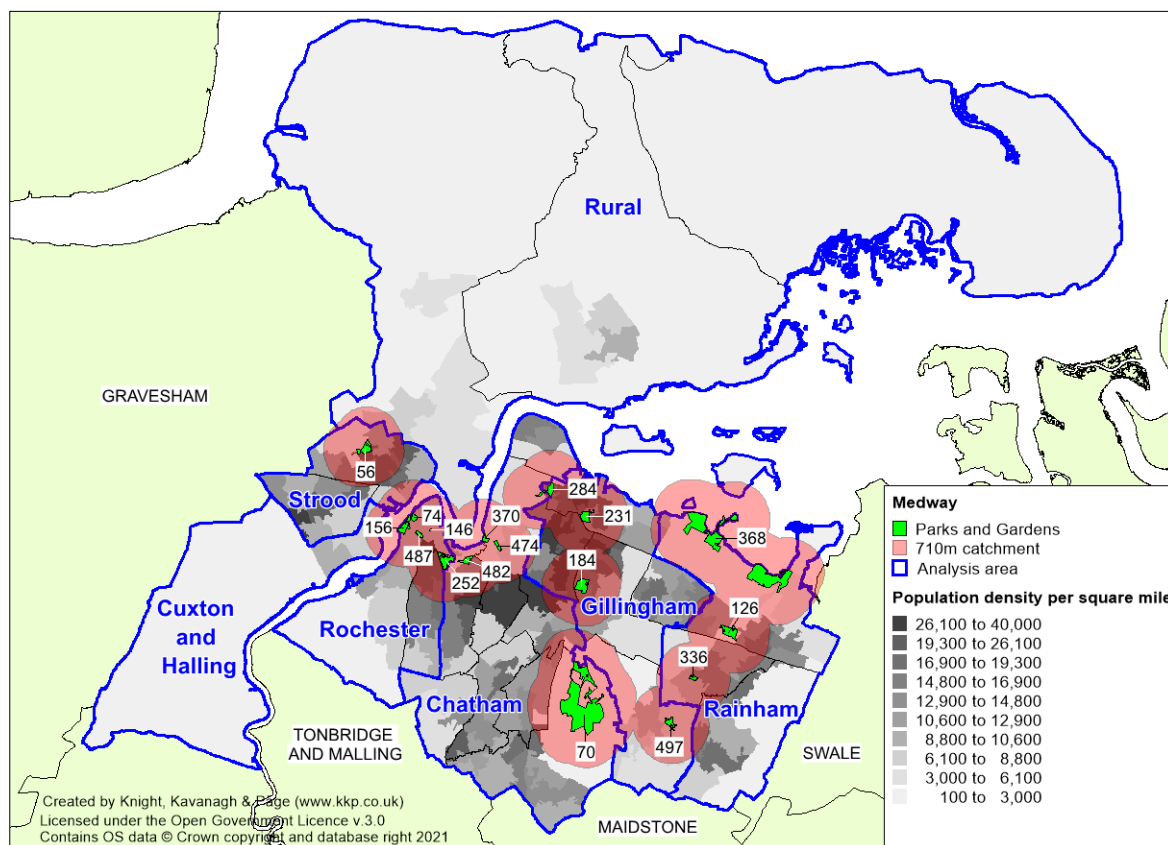 Rural
GRAVESHAM
56
Strood
284
74
146
370
231
156
368
474
487
184
482
252
126
Gillingham
Cuxton
and
Halling
Rochester
336
Chatham
Rainham
TONBRIDGE
AND MALLING
70
497
SWALE
MAIDSTONE
Created by Knight, Kavanagh & Page (www.kkp.co.uk)
Licensed under the Open Government Licence v.3.0
Contains OS data © Crown copyright and database right 2021
Medway
Parks and Gardens
710m catchment
Analysis area
Population density per square mile
26,100 to 40,000
19,300 to 26,100
16,900 to 19,300
14,800 to 16,900
12,900 to 14,800
10,600 to 12,900
8,800 to 10,600
6,100 to 8,800
3,000 to 6,100
100 to 3,000